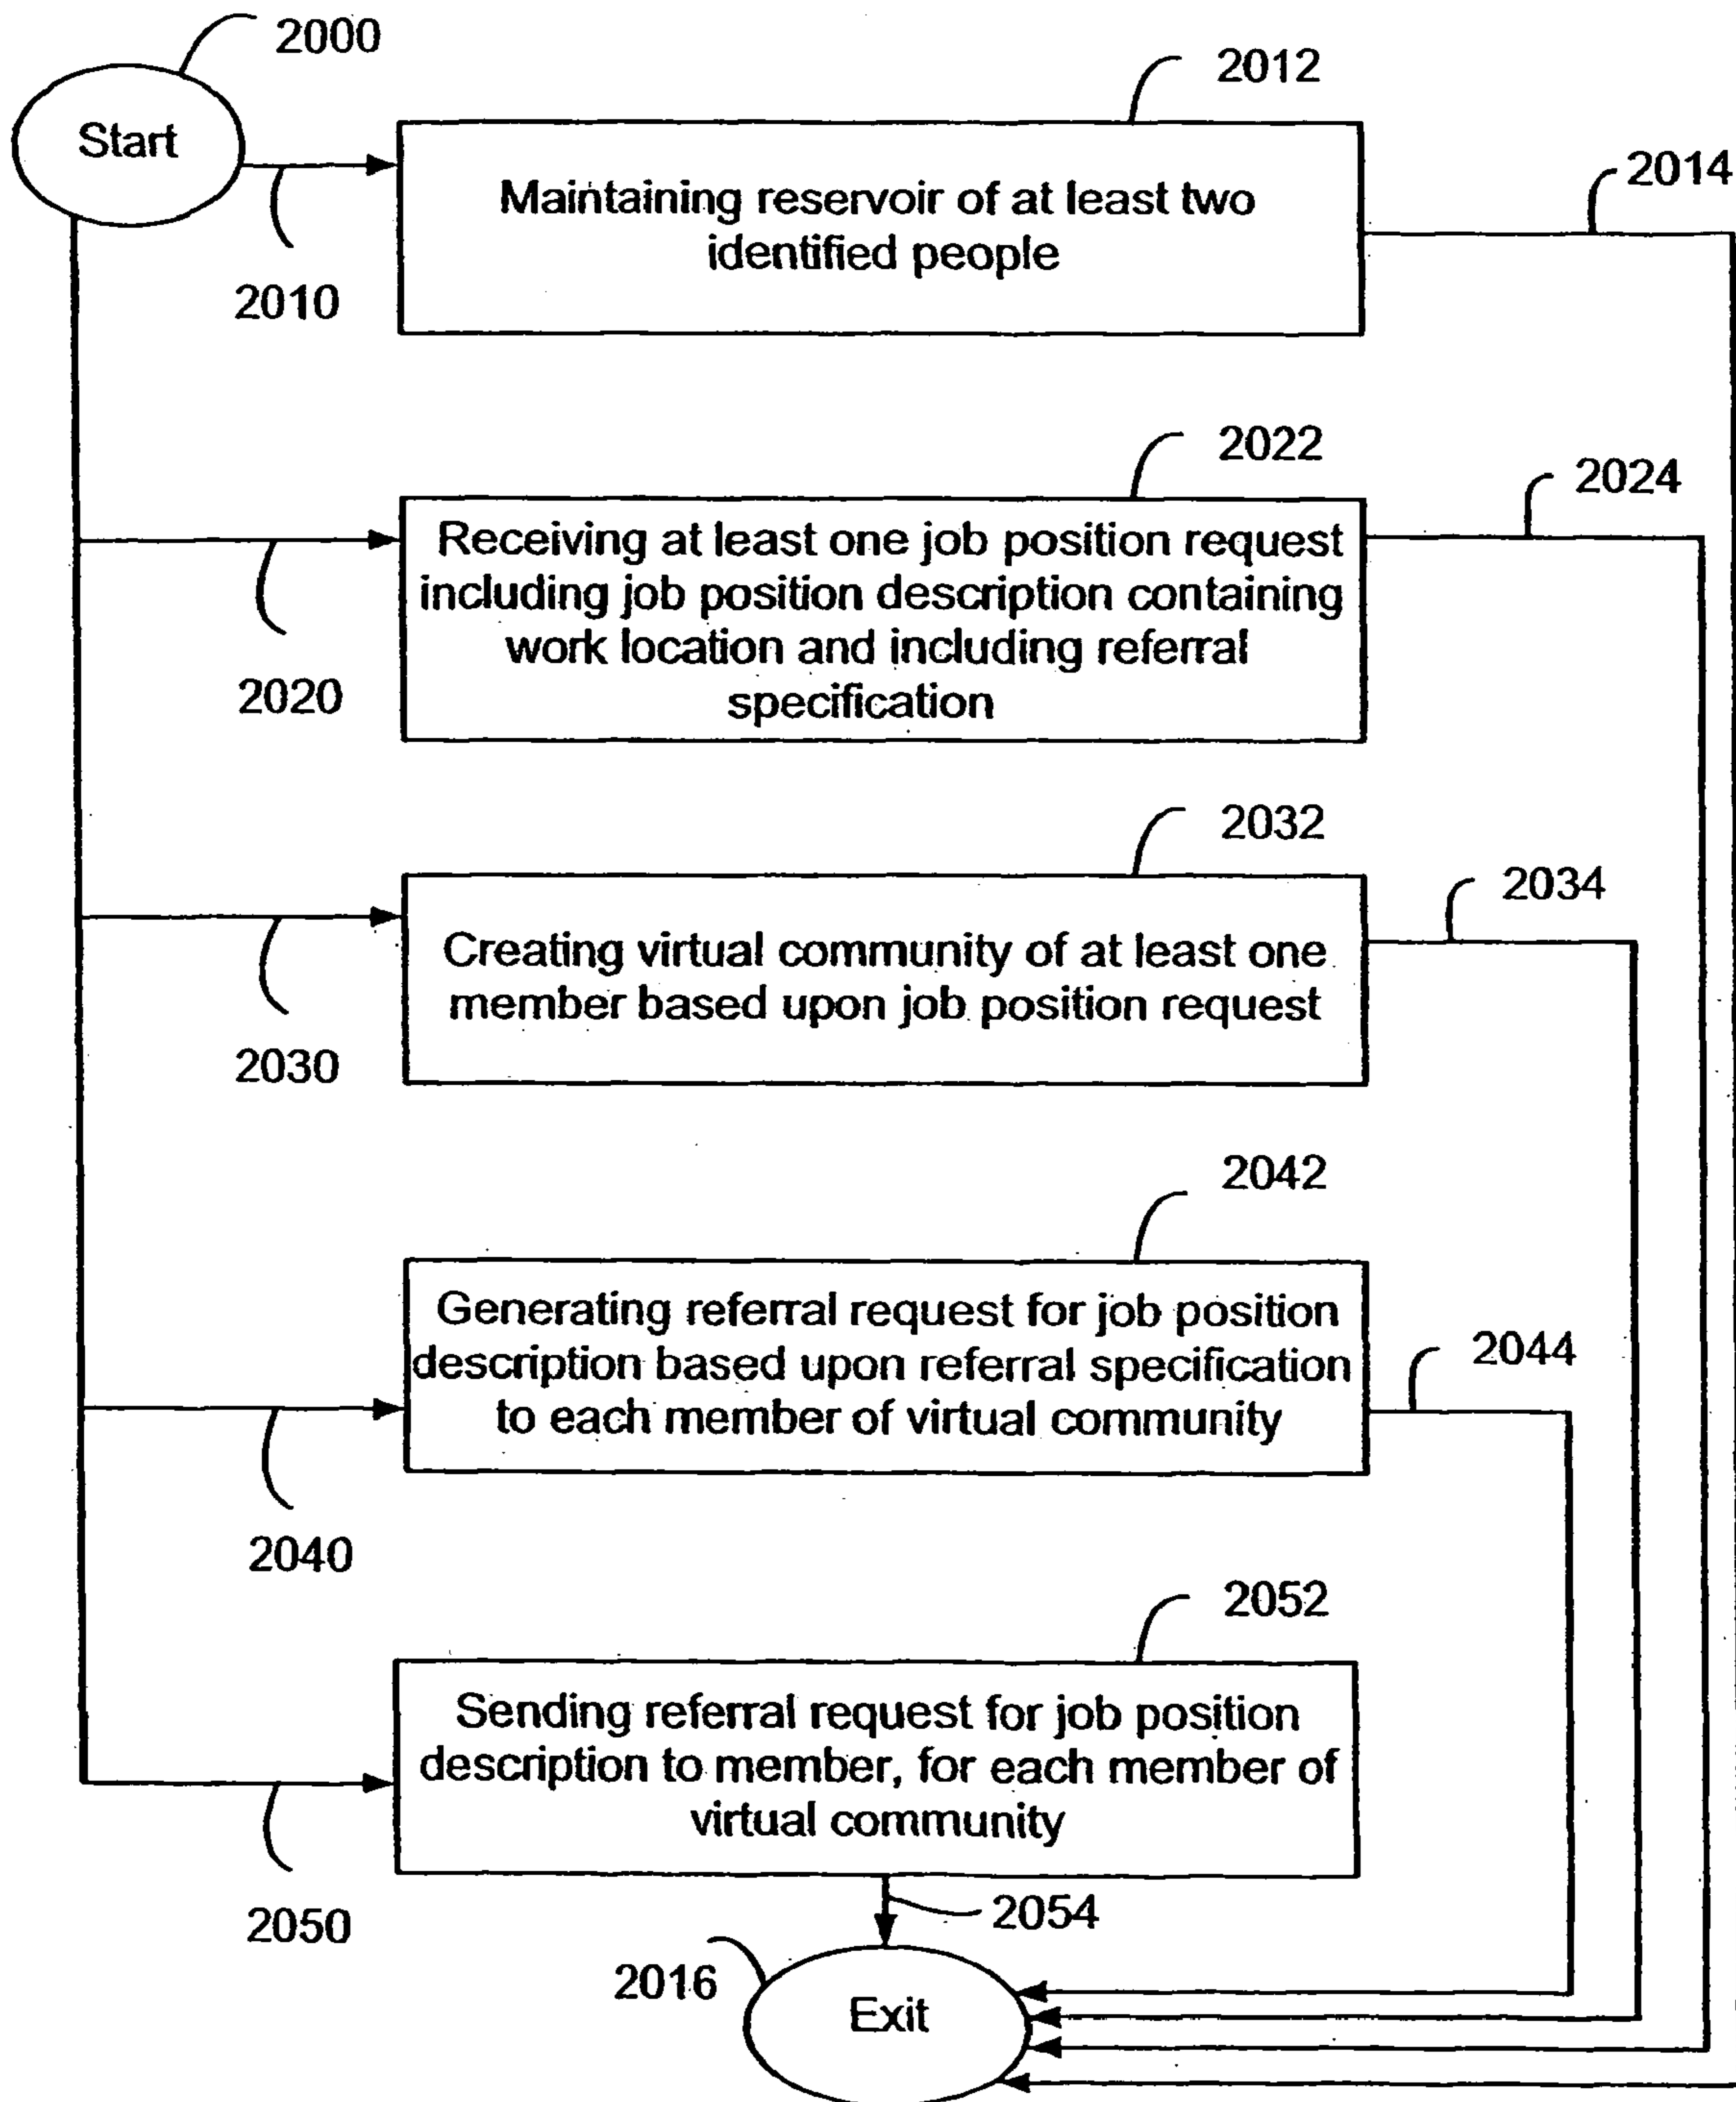 2000
Start
2012
2014
Maintaining reservoir of at least two
identified people
2010
2022
2024
Receiving at least one job position request
including job position description containing
work location and including referral
specification
2020
2032
2034
Creating virtual community of at least one
member based upon job position request
2030
2042
2044
Generating referral request for job position
description based upon referral specification
to each member of virtual community
2040
2052
Sending referral request for job position
description to member, for each member of
virtual community
2050
2054
2016
Exit